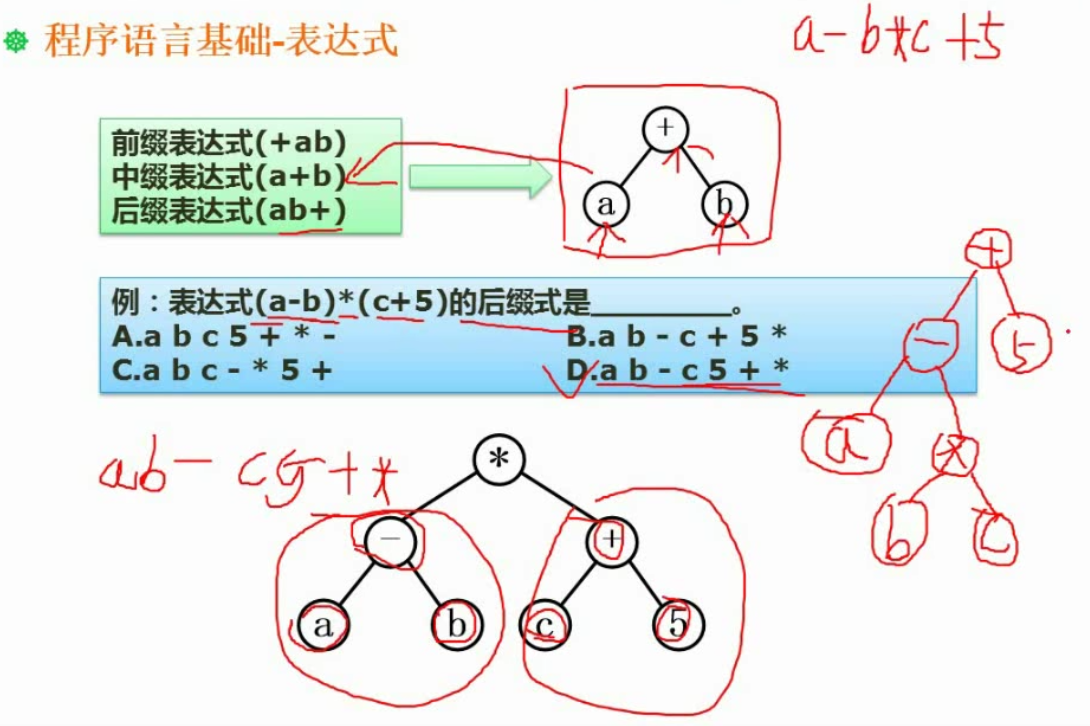 程序语言基础-表达式
a-b*c+5
前缀表达式(+ab)
中缀表达式(a+b)
后缀表达式(ab+)
+
a b
例：表达式(a-b)*(c+5)的后缀式是________。
A.a b c 5 + * -
B.a b - c + 5 *
C.a b c - * 5 +
D.a b - c 5 + *
+
- 5
a *
b c
ab- c5+*
*
- +
a b c 5